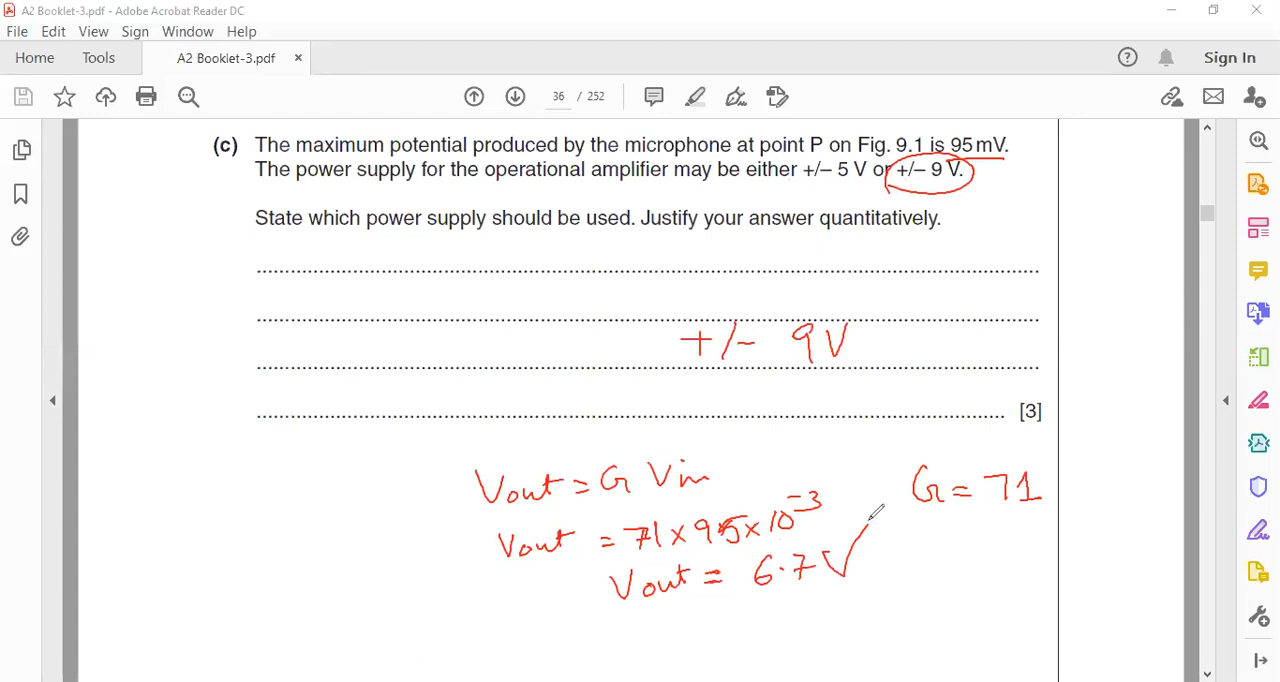 A2 Booklet-3.pdf - Adobe Acrobat Reader DC
File Edit View Sign Window Help
Home Tools A2 Booklet-3.pdf × Sign In
36 / 252
(c) The maximum potential produced by the microphone at point P on Fig. 9.1 is 95 mV.
The power supply for the operational amplifier may be either +/– 5 V or +/– 9 V.
State which power supply should be used. Justify your answer quantitatively.
+/- 9V
[3]
Vout = G Vin
G = 71
Vout = 71 × 95 × 10⁻³
Vout = 6.7 V